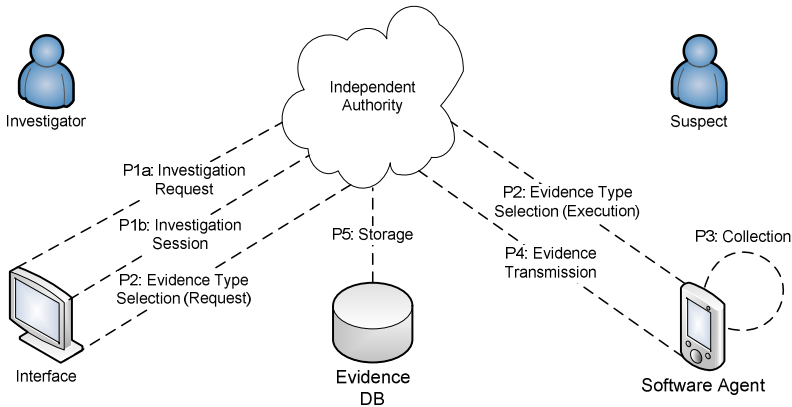 Independent
Authority
Investigator
Suspect
P1a: Investigation
Request
P1b: Investigation
Session
P2: Evidence Type
Selection (Request)
P5: Storage
P2: Evidence Type
Selection (Execution)
P4: Evidence
Transmission
P3: Collection
Interface
Evidence
DB
Software Agent